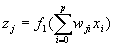 z_j = f_1(\sum_{i=0}^{p} w_{ji} x_i)